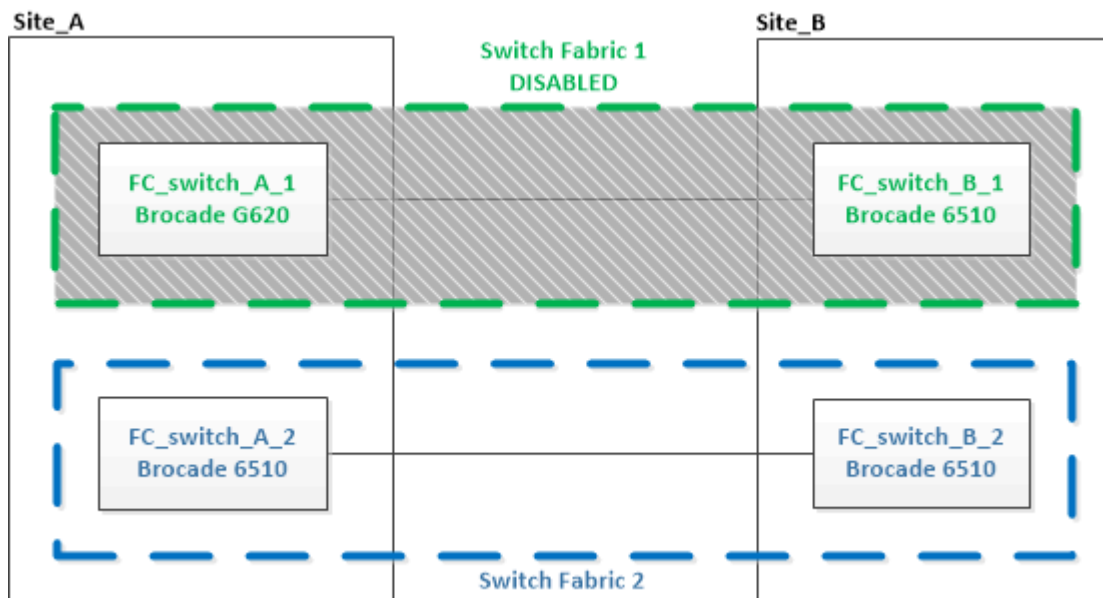 Site_A
Site_B
Switch Fabric 1
DISABLED
FC_switch_A_1
Brocade G620
FC_switch_B_1
Brocade 6510
FC_switch_A_2
Brocade 6510
FC_switch_B_2
Brocade 6510
Switch Fabric 2